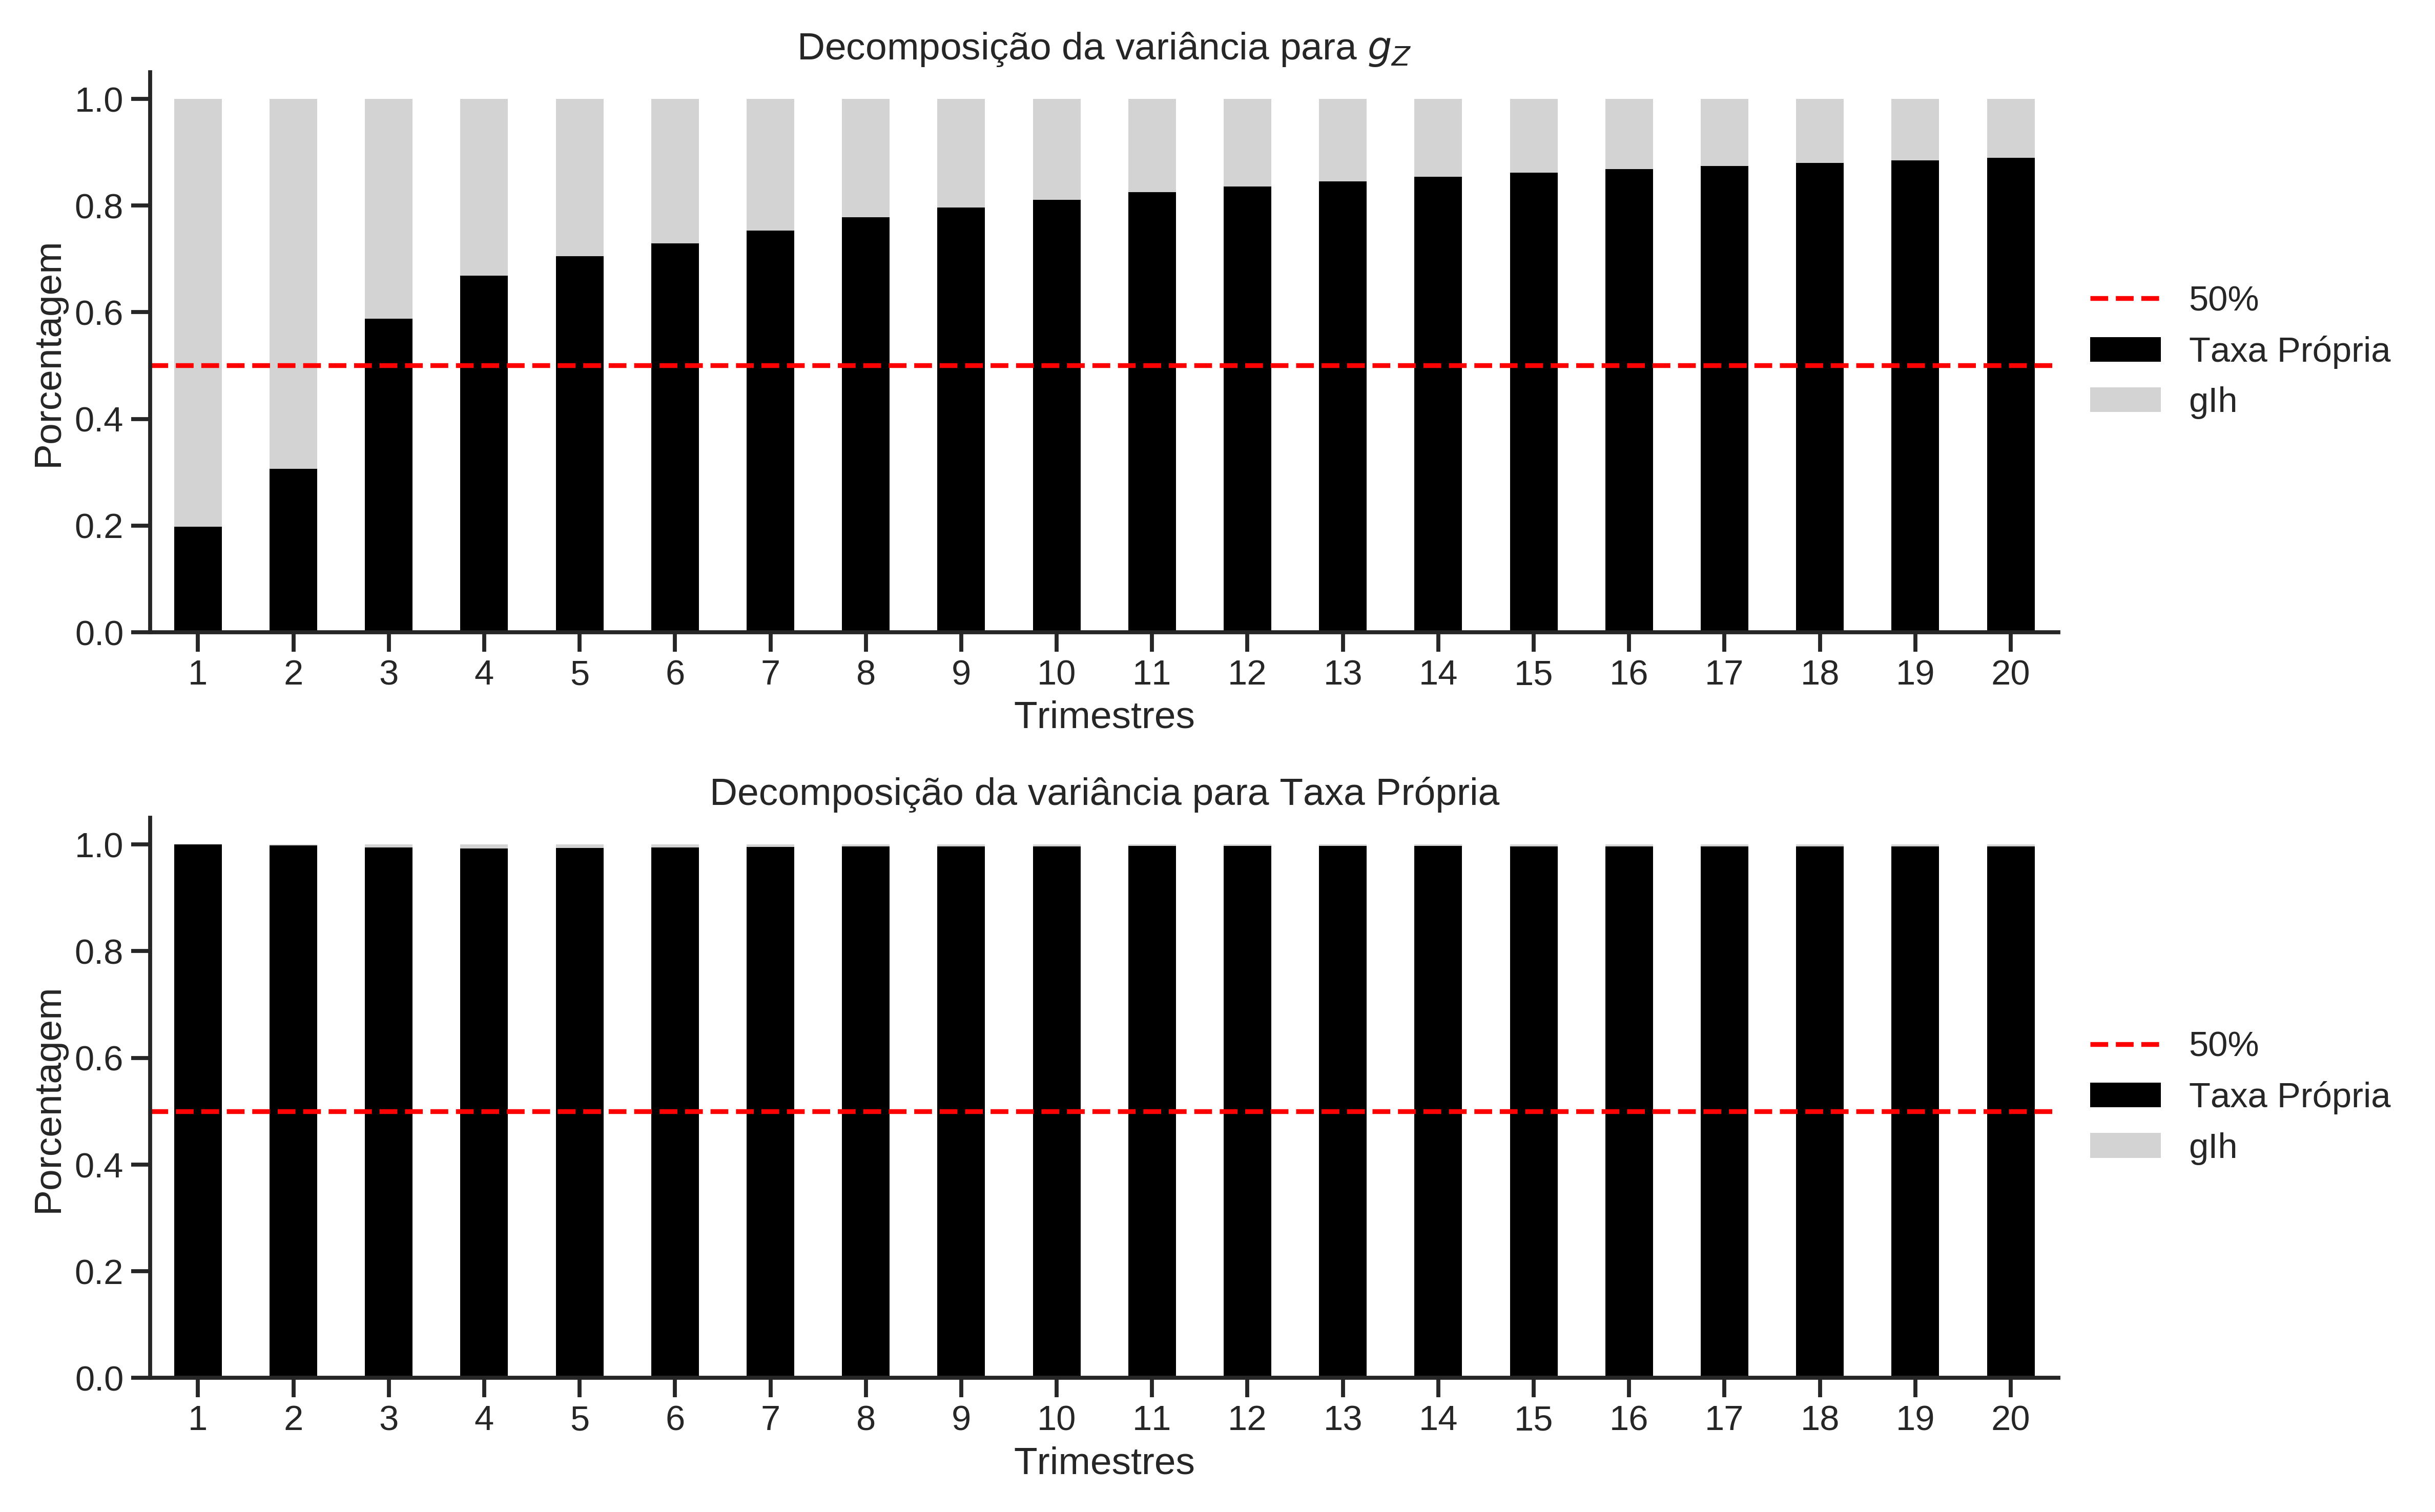 Decomposição da variância para gZ
Porcentagem
1.0
0.8
0.6
0.4
0.2
0.0
1 2 3 4 5 6 7 8 9 10 11 12 13 14 15 16 17 18 19 20
Trimestres
50%
Taxa Própria
gIh
Decomposição da variância para Taxa Própria
Porcentagem
1.0
0.8
0.6
0.4
0.2
0.0
1 2 3 4 5 6 7 8 9 10 11 12 13 14 15 16 17 18 19 20
Trimestres
50%
Taxa Própria
gIh